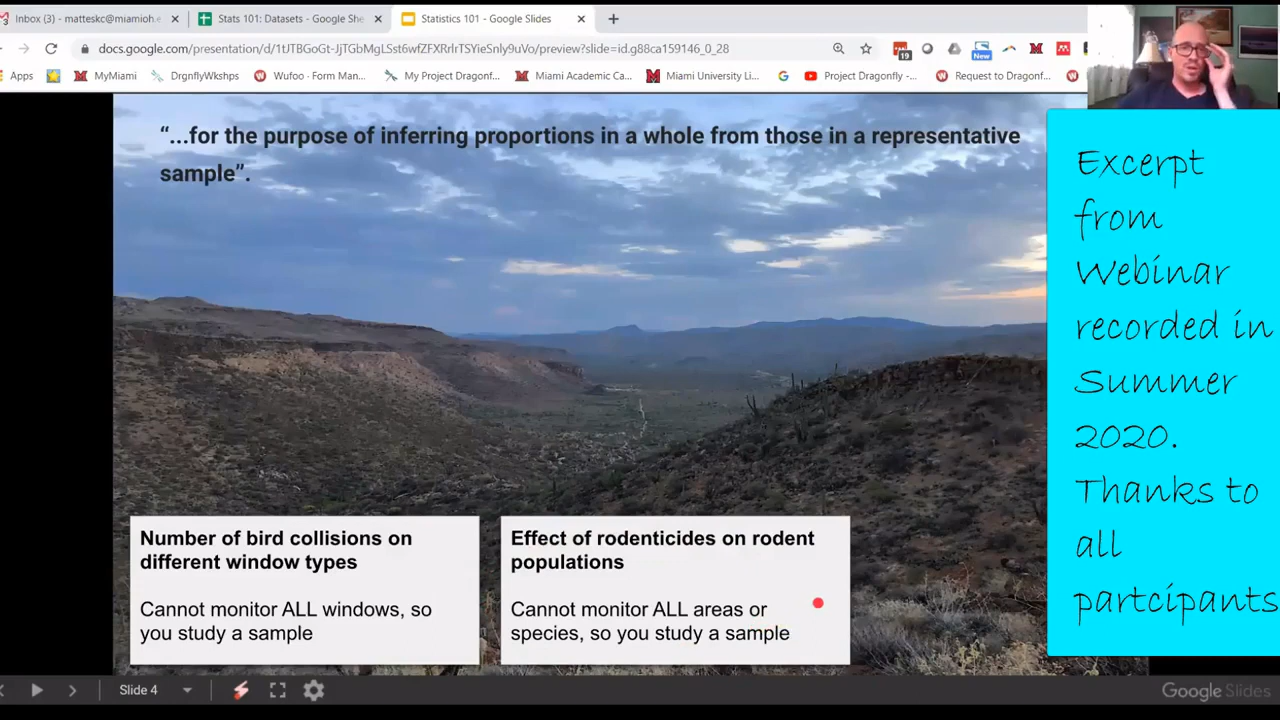 Inbox (3) - matteskc@miamioh.e
Stats 101: Datasets - Google She
Statistics 101 - Google Slides
docs.google.com/presentation/d/1ITBGoGt-JjTGbMgLSst6wfZFXRrITSYieSnIy9uVo/preview?slide=id.g88ca159146_0_28
19
New
Apps
MyMiami
DrgnflyWkshps
Wufoo - Form Man...
My Project Dragonf...
Miami Academic Ca...
Miami University Li...
Project Dragonfly -...
Request to Dragonf...
“...for the purpose of inferring proportions in a whole from those in a representative
sample”.
Number of bird collisions on
different window types
Cannot monitor ALL windows, so
you study a sample
Effect of rodenticides on rodent
populations
Cannot monitor ALL areas or
species, so you study a sample
Excerpt
from
Webinar
recorded in
Summer
2020.
Thanks to
all
partcipants
Slide 4
Google Slides